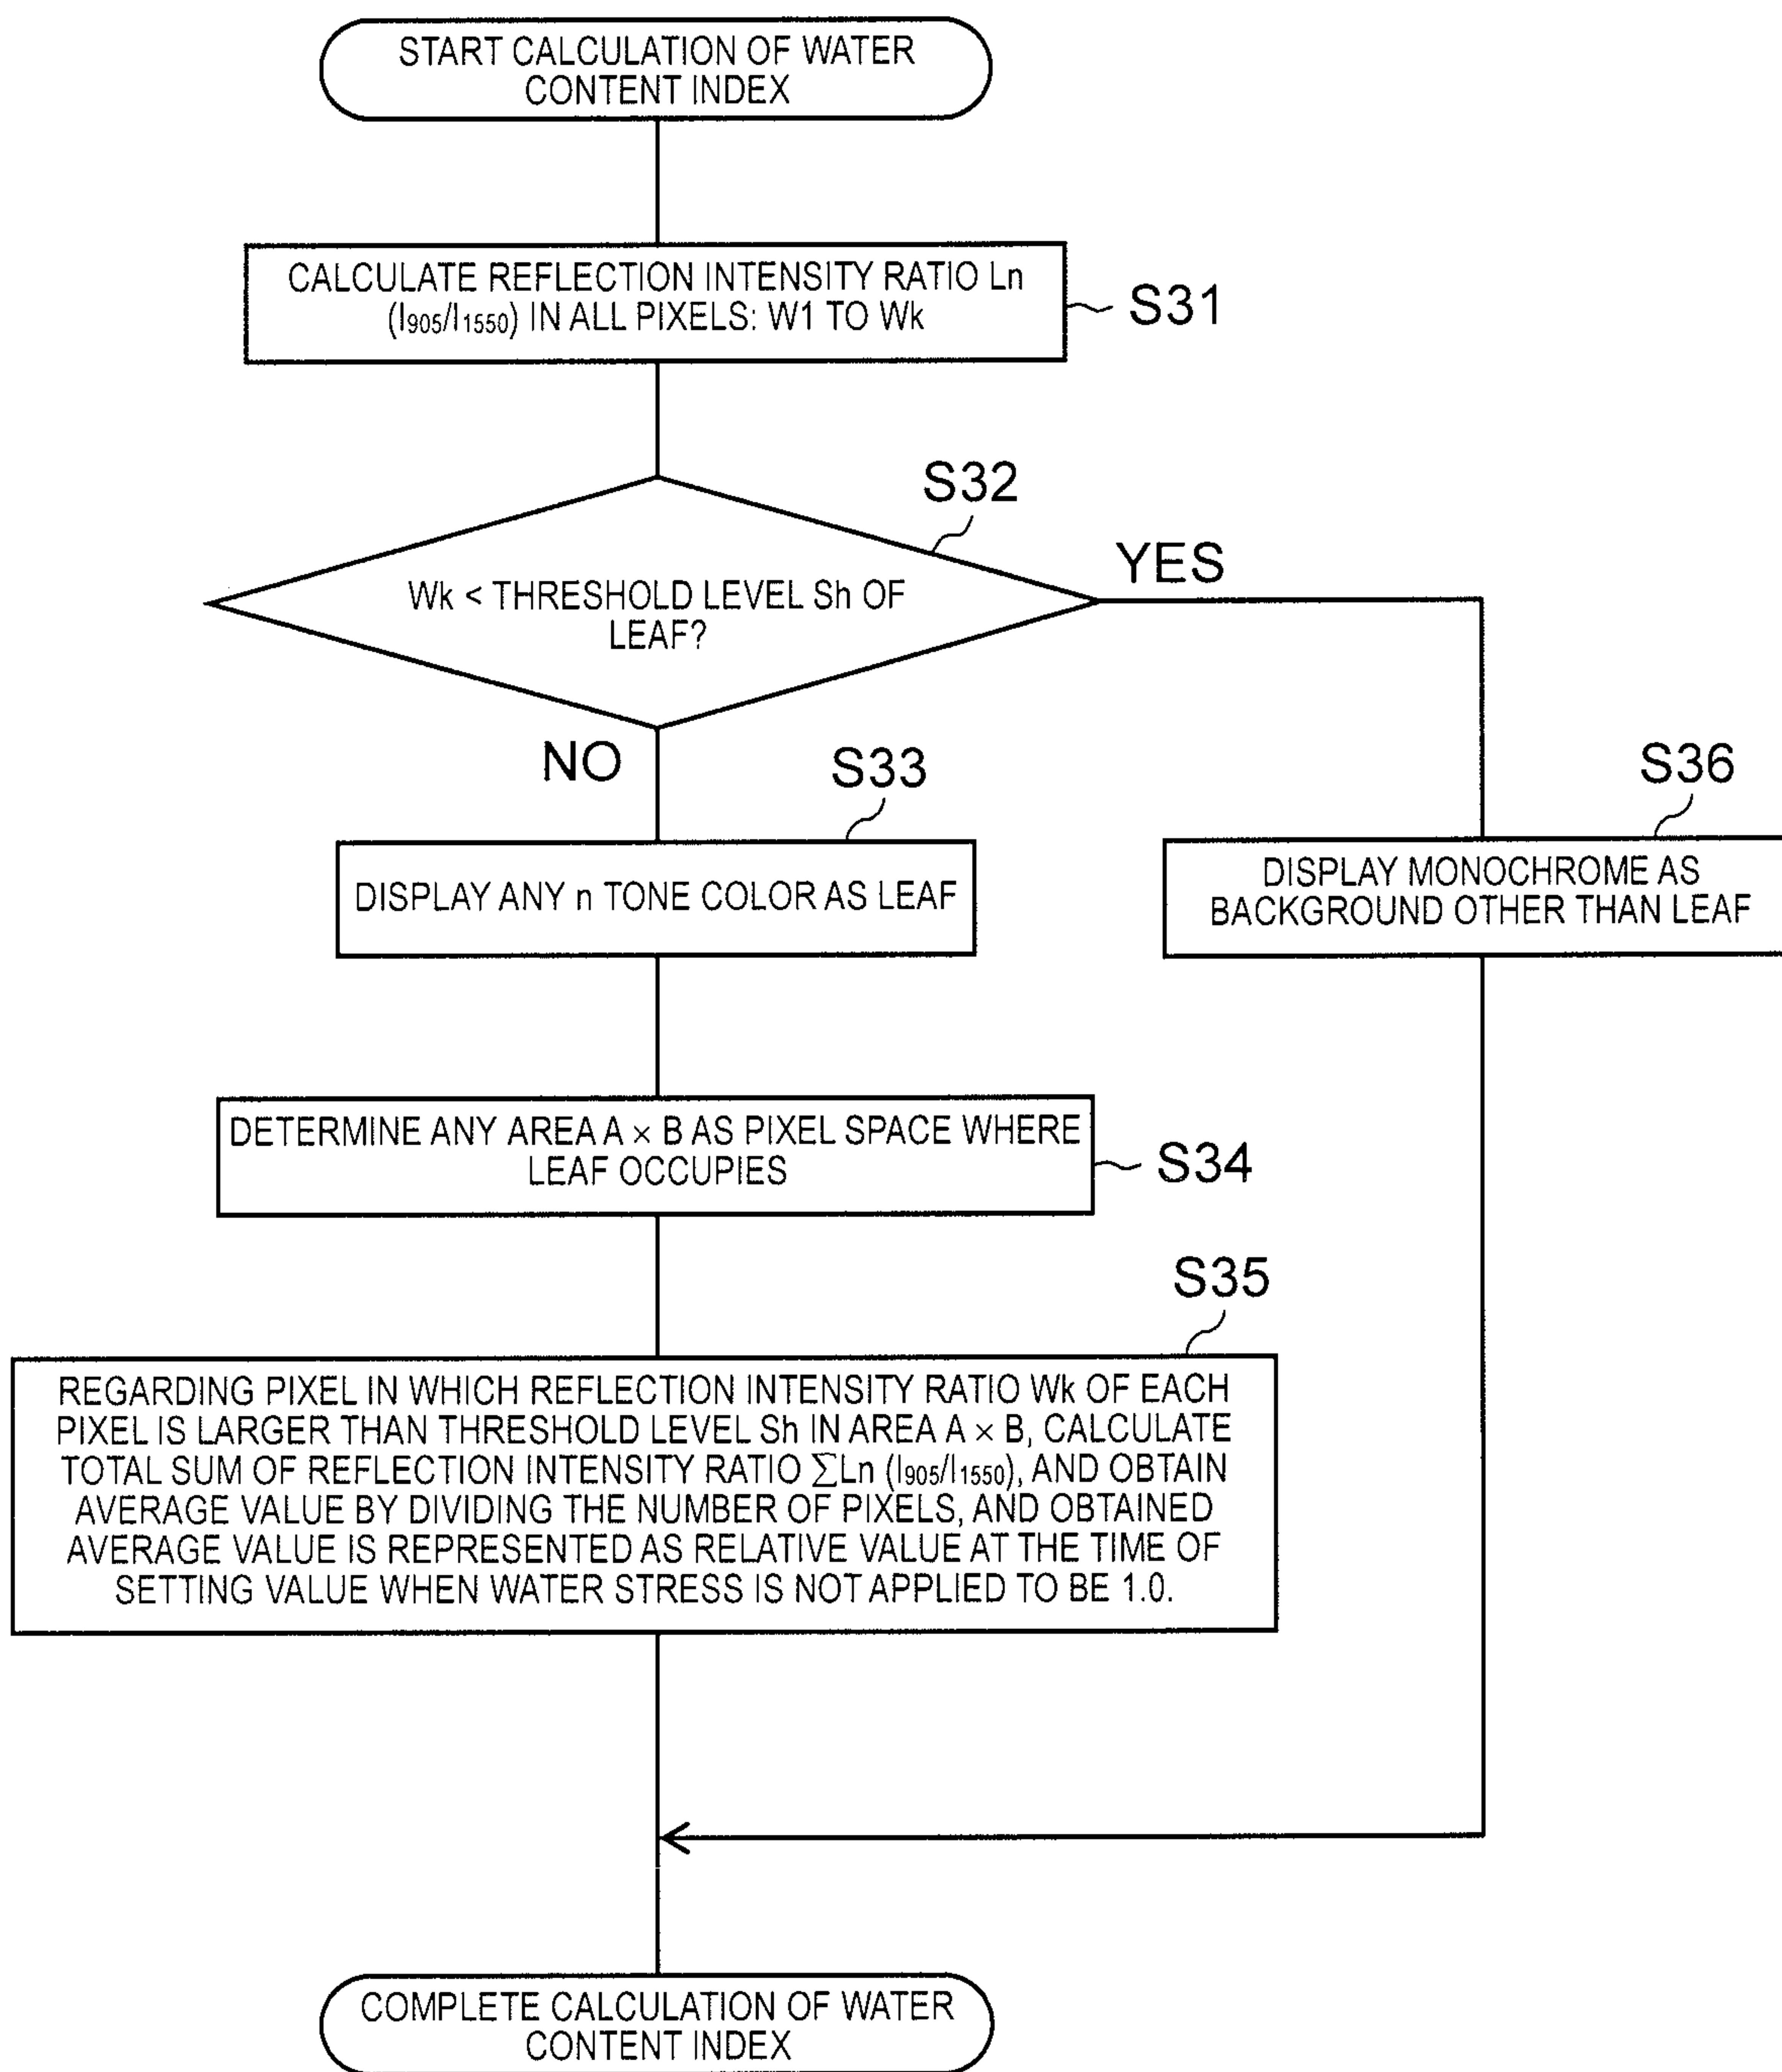 START CALCULATION OF WATER
CONTENT INDEX
CALCULATE REFLECTION INTENSITY RATIO Ln
(I905/I1550) IN ALL PIXELS: W1 TO Wk
S31
S32
Wk < THRESHOLD LEVEL Sh OF
LEAF?
YES
NO
S33
DISPLAY ANY n TONE COLOR AS LEAF
S36
DISPLAY MONOCHROME AS
BACKGROUND OTHER THAN LEAF
DETERMINE ANY AREA A × B AS PIXEL SPACE WHERE
LEAF OCCUPIES
S34
S35
REGARDING PIXEL IN WHICH REFLECTION INTENSITY RATIO Wk OF EACH
PIXEL IS LARGER THAN THRESHOLD LEVEL Sh IN AREA A × B, CALCULATE
TOTAL SUM OF REFLECTION INTENSITY RATIO ∑Ln (I905/I1550), AND OBTAIN
AVERAGE VALUE BY DIVIDING THE NUMBER OF PIXELS, AND OBTAINED
AVERAGE VALUE IS REPRESENTED AS RELATIVE VALUE AT THE TIME OF
SETTING VALUE WHEN WATER STRESS IS NOT APPLIED TO BE 1.0.
COMPLETE CALCULATION OF WATER
CONTENT INDEX